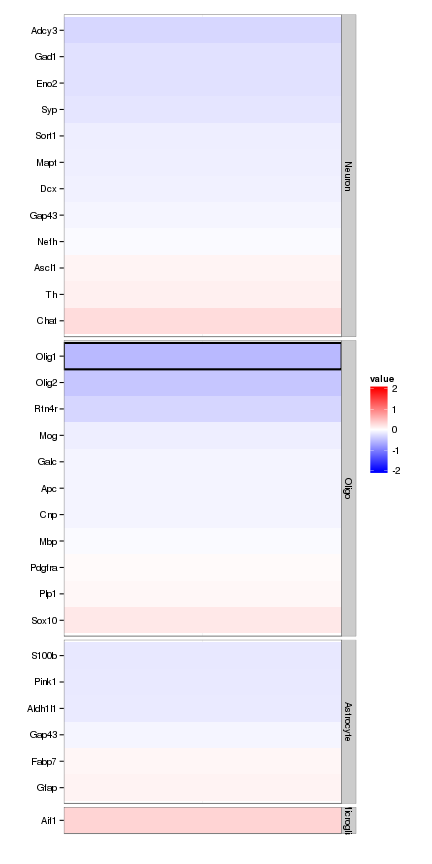 Adcy3
Gad1
Eno2
Syp
Sort1
Mapt
Dcx
Gap43
Nefh
Ascl1
Th
Chat
Neuron
Olig1
Olig2
Rtn4r
Mog
Galc
Apc
Cnp
Mbp
Pdgfra
Plp1
Sox10
Oligo
S100b
Pink1
Aldh1l1
Gap43
Fabp7
Gfap
Astrocyte
Aif1
value
2
1
0
-1
-2